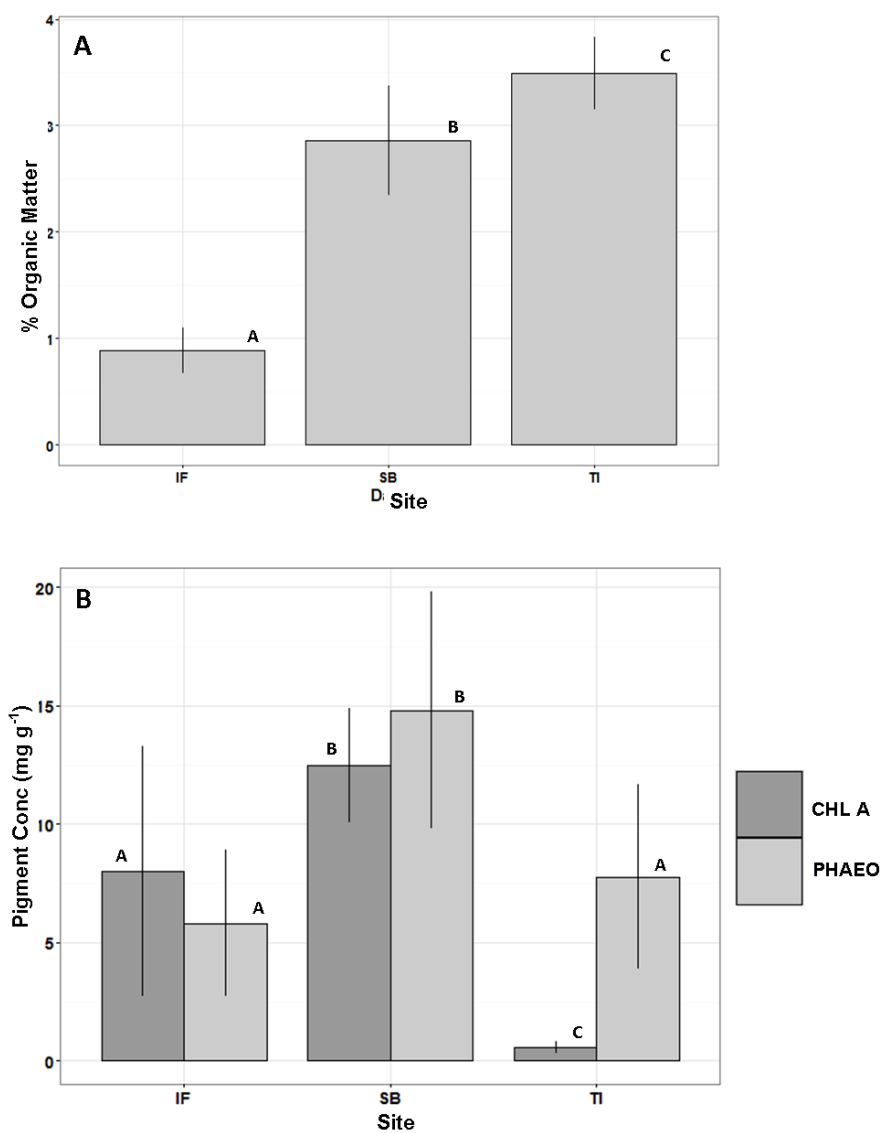 A
4
3
2
1
0
% Organic Matter
A
B
C
IF SB TI
Site
B
20
15
10
5
0
Pigment Conc (mg g-1)
A A B B C A
CHL A
PHAEO
IF SB TI
Site